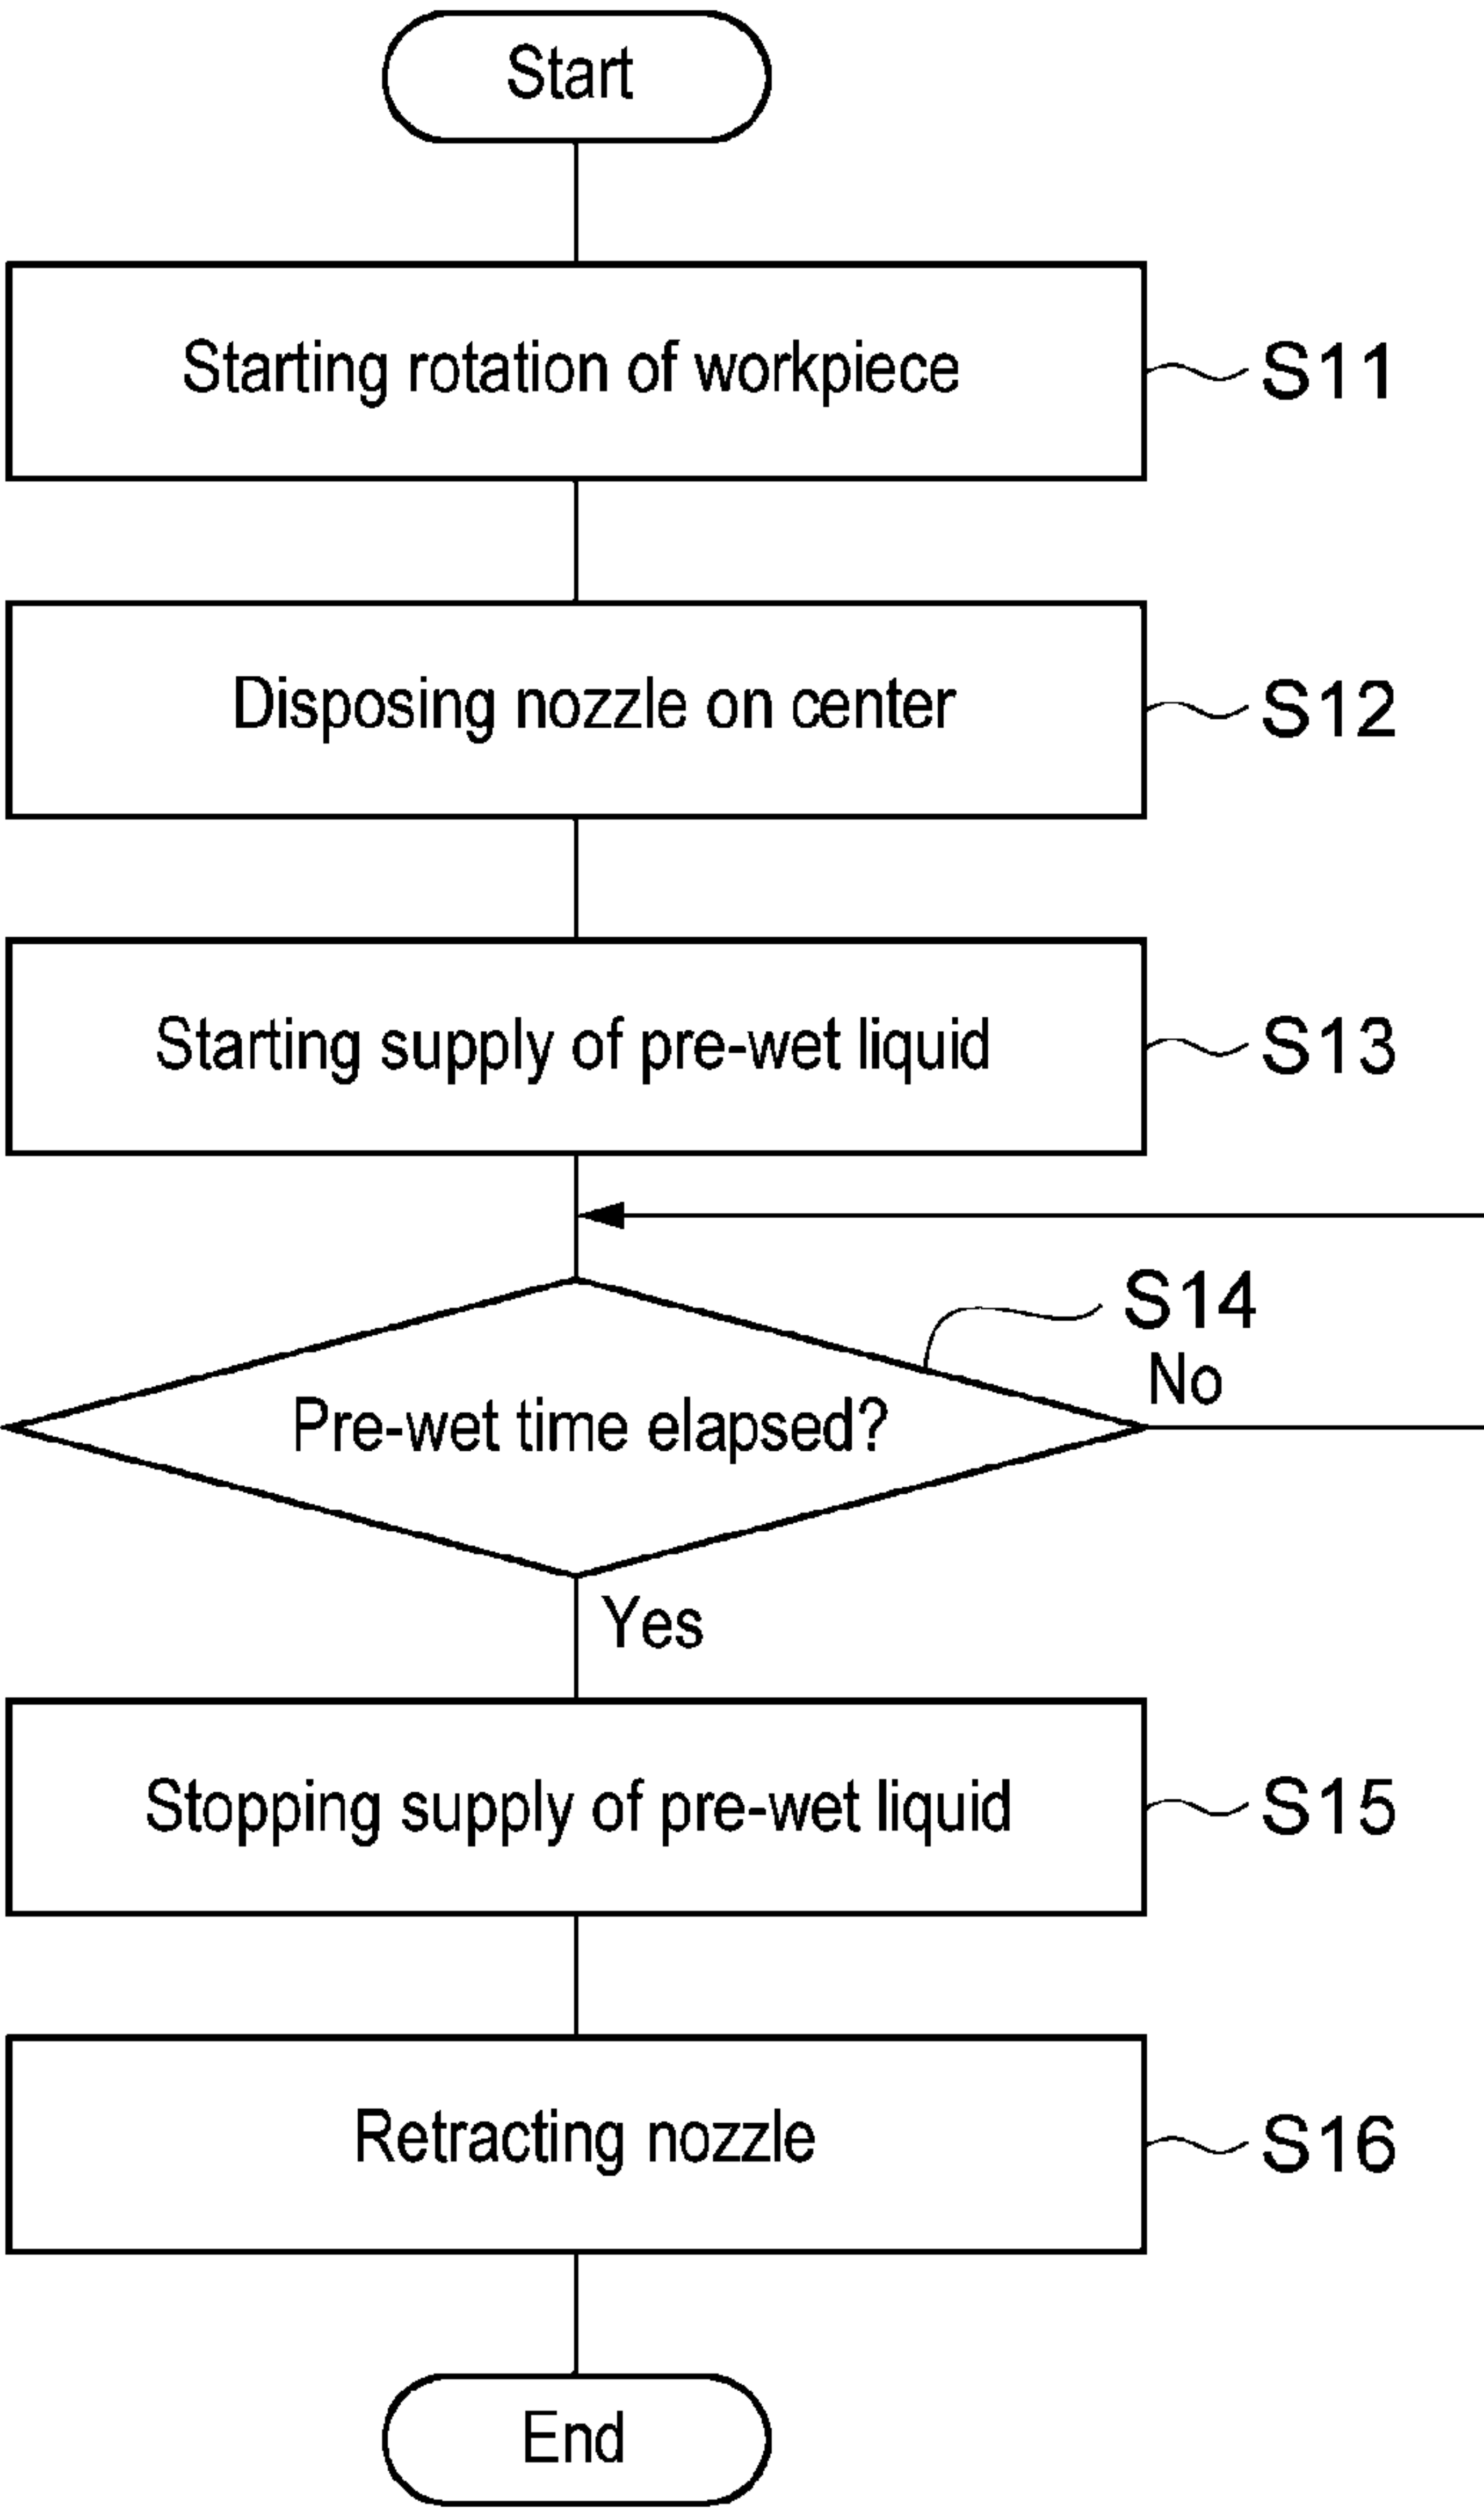 Start
Starting rotation of workpiece
S11
Disposing nozzle on center
S12
Starting supply of pre-wet liquid
S13
S14
No
Pre-wet time elapsed?
Yes
Stopping supply of pre-wet liquid
S15
Retracting nozzle
S16
End